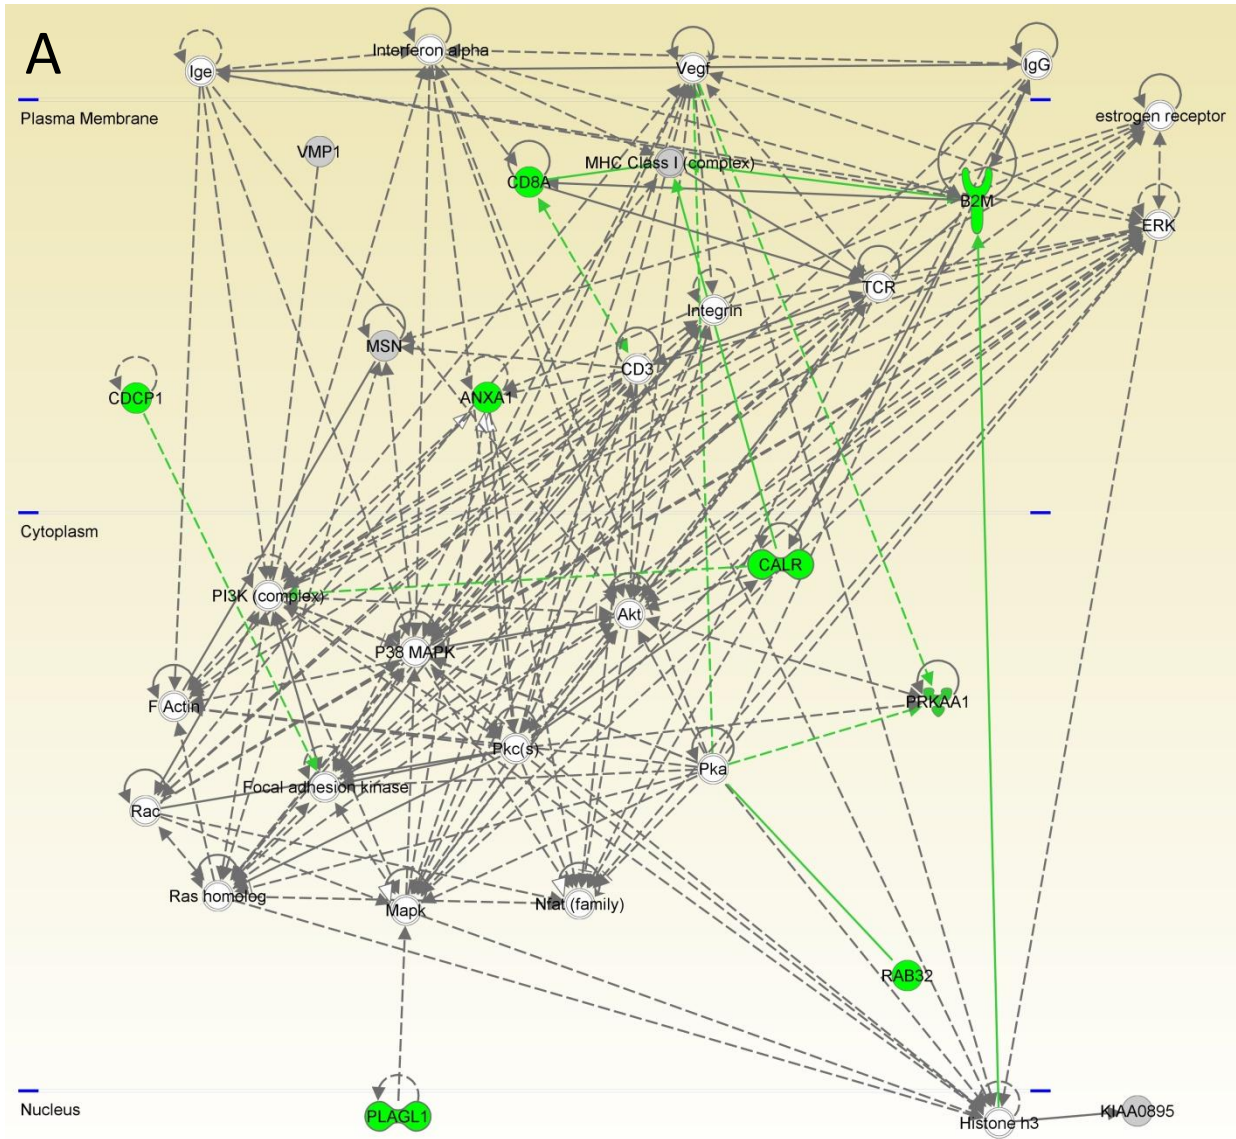 A
Ige
Interferon alpha
Vegf
IgG
Plasma Membrane
estrogen receptor
VMP1
MHC Class I (complex)
CD8A
B2M
ERK
TCR
Integrin
MSN
CD3
CDCP1
ANXA1
Cytoplasm
CALR
PI3K (complex)
Akt
P38 MAPK
PRKAA1
F Actin
Pkc(s)
Pka
Focal adhesion kinase
Rac
Ras homolog
Mapk
Nfat (family)
RAB32
Nucleus
PLAGL1
Histone h3
KIAA0895